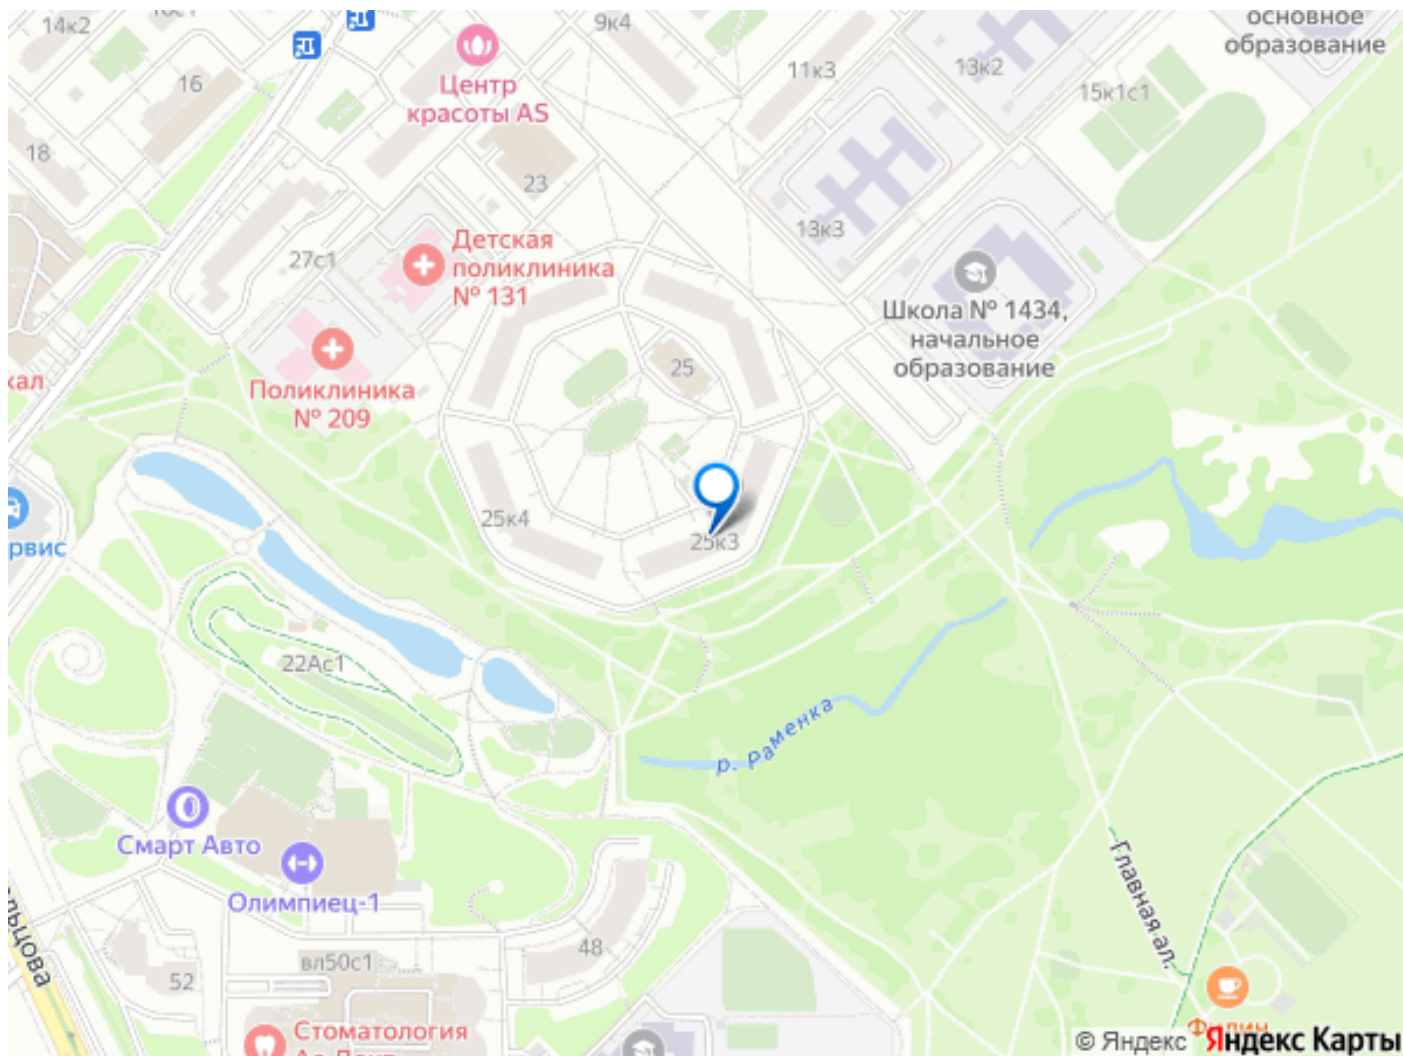 14к2
9к4
основное
образование
16
Центр
красоты AS
11к3
13к2
15к1с1
18
23
13к3
27с1
Детская
поликлиника
№ 131
Школа № 1434,
начальное
образование
25
Поликлиника
№ 209
25к4
25к3
рвис
22Ас1
р. Раменка
Смарт Авто
Олимпиец-1
Главная ал.
48
вл50с1
52
Стоматология
© Яндекс
Яндекс Карты